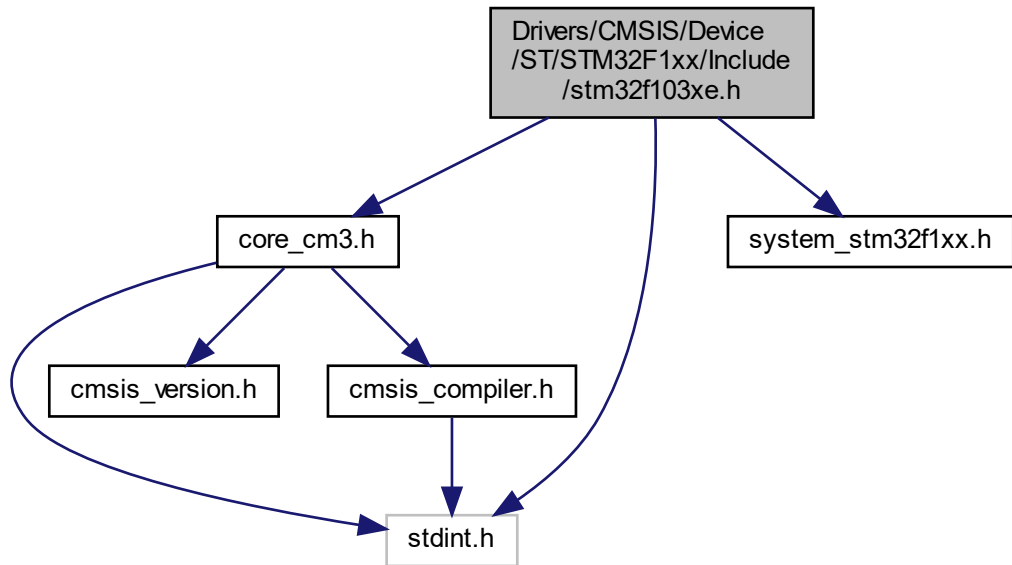 Drivers/CMSIS/Device
/ST/STM32F1xx/Include
/stm32f103xe.h
core_cm3.h
system_stm32f1xx.h
cmsis_version.h
cmsis_compiler.h
stdint.h